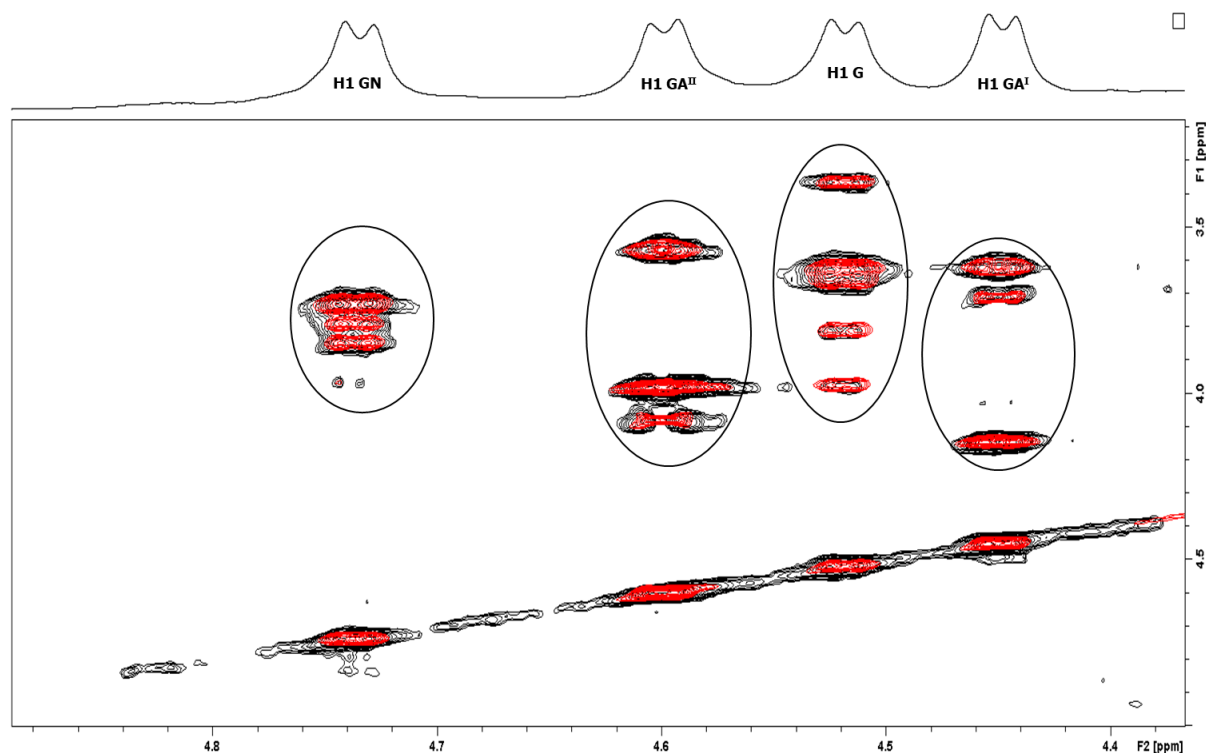 H1 GN
H1 GAᴵᴵ
H1 G
H1 GAᴵ
F1 [ppm]
3.5
4.0
4.5
4.8
4.7
4.6
4.5
4.4
F2 [ppm]